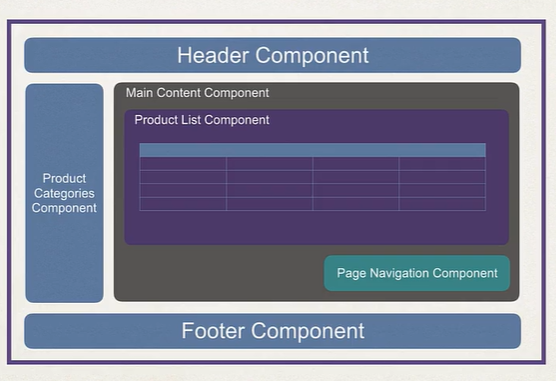 Header Component
Main Content Component
Product List Component
Product
Categories
Component
Page Navigation Component
Footer Component